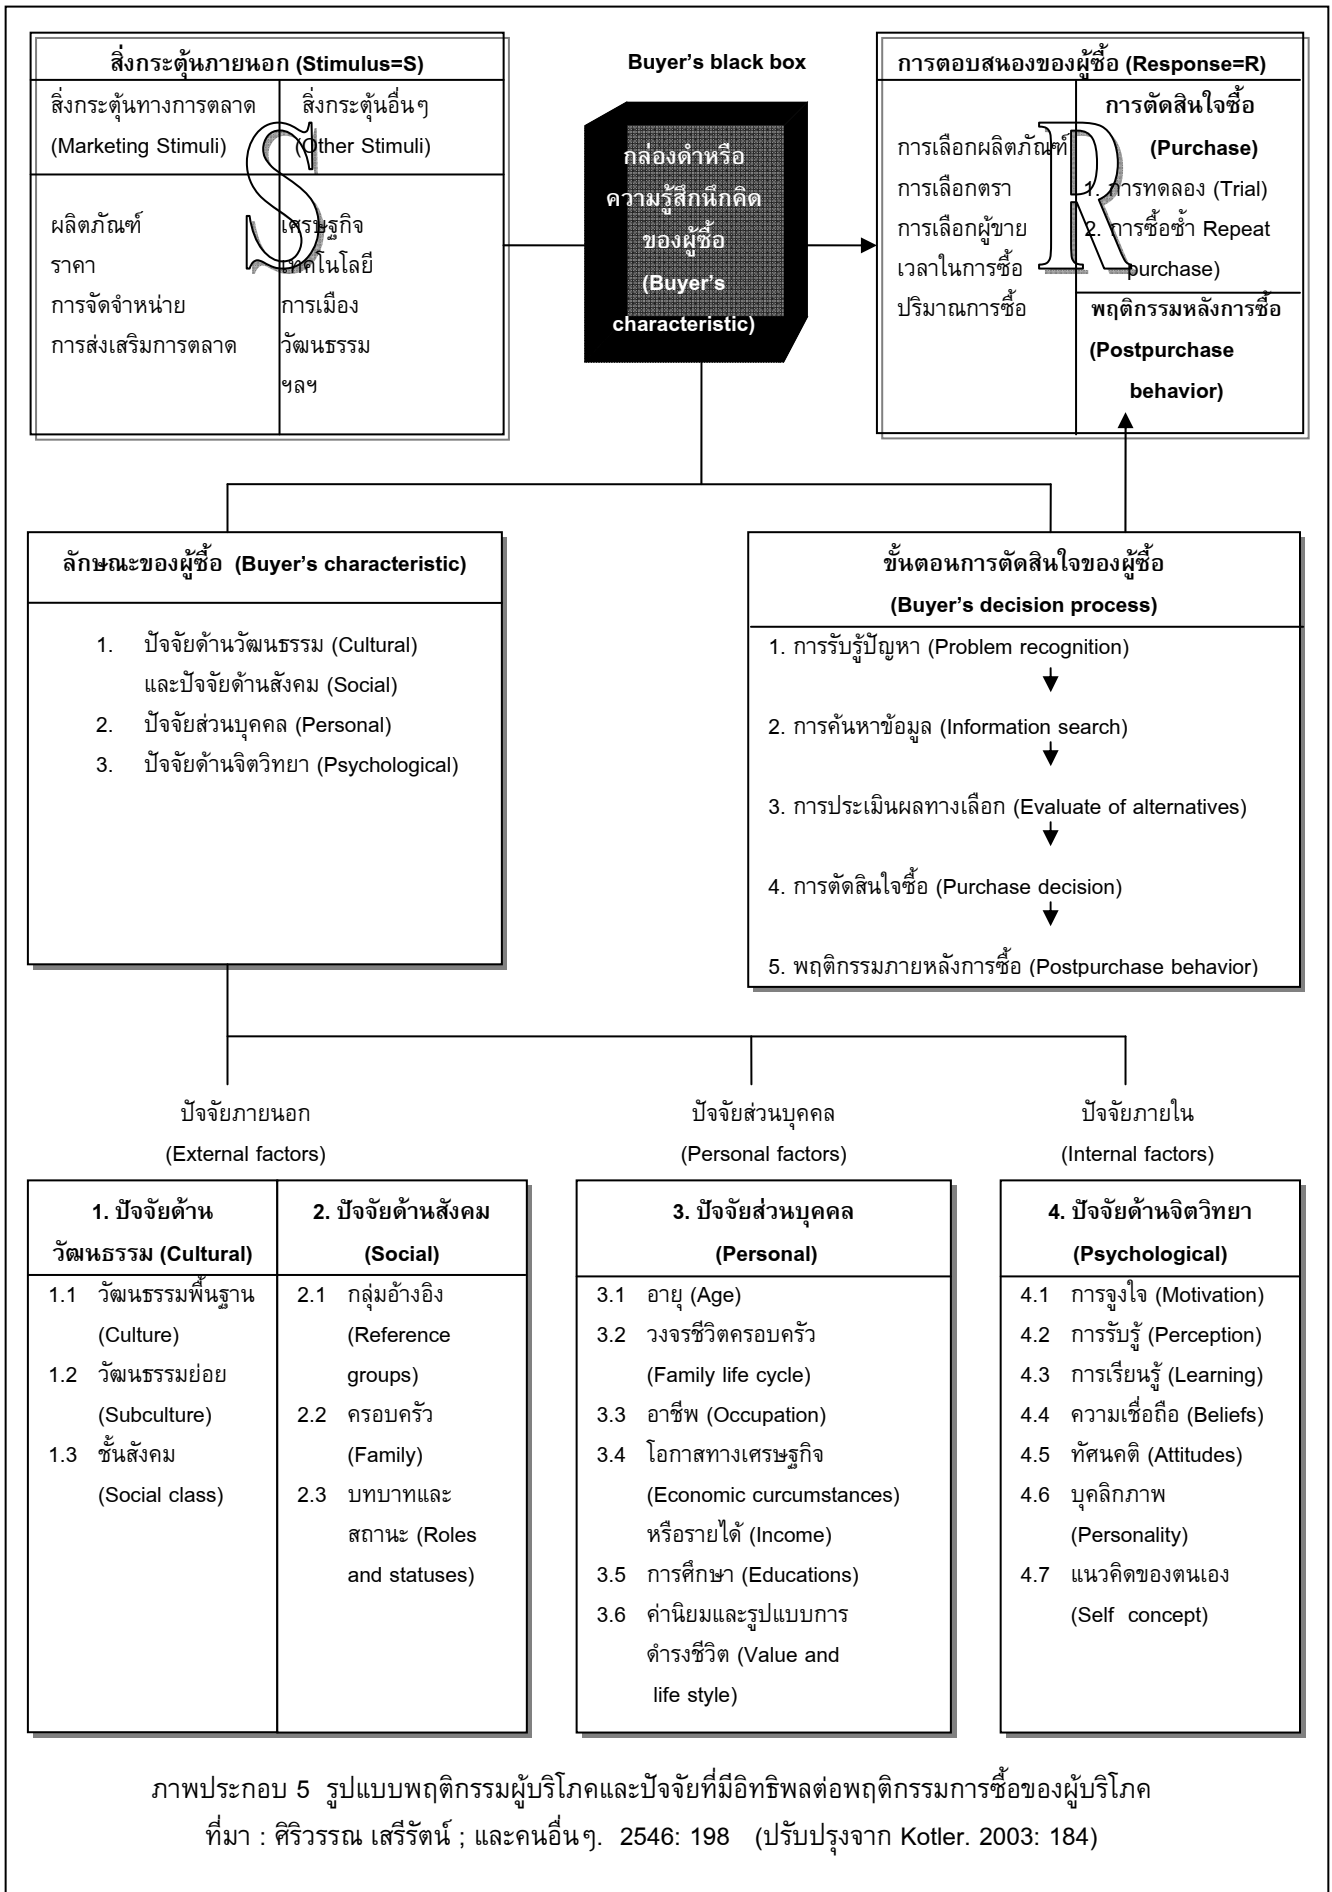 สิ่งกระตุ้นภายนอก (Stimulus=S)
สิ่งกระตุ้นทางการตลาด
(Marketing Stimuli)
สิ่งกระตุ้นอื่นๆ
(Other Stimuli)
S
ผลิตภัณฑ์
ราคา
การจัดจำหน่าย
การส่งเสริมการตลาด
เศรษฐกิจ
เทคโนโลยี
การเมือง
วัฒนธรรม
ฯลฯ
Buyer’s black box
กล่องดำหรือ
ความรู้สึกนึกคิด
ของผู้ซื้อ
(Buyer’s
characteristic)
การตอบสนองของผู้ซื้อ (Response=R)
การเลือกผลิตภัณฑ์
การเลือกตรา
การเลือกผู้ขาย
เวลาในการซื้อ
ปริมาณการซื้อ
R
การตัดสินใจซื้อ
(Purchase)
1. การทดลอง (Trial)
2. การซื้อซ้ำ Repeat
purchase)
พฤติกรรมหลังการซื้อ
(Postpurchase
behavior)
ลักษณะของผู้ซื้อ (Buyer’s characteristic)
1. ปัจจัยด้านวัฒนธรรม (Cultural)
และปัจจัยด้านสังคม (Social)
2. ปัจจัยส่วนบุคคล (Personal)
3. ปัจจัยด้านจิตวิทยา (Psychological)
ขั้นตอนการตัดสินใจของผู้ซื้อ
(Buyer’s decision process)
1. การรับรู้ปัญหา (Problem recognition)
2. การค้นหาข้อมูล (Information search)
3. การประเมินผลทางเลือก (Evaluate of alternatives)
4. การตัดสินใจซื้อ (Purchase decision)
5. พฤติกรรมภายหลังการซื้อ (Postpurchase behavior)
ปัจจัยภายนอก
(External factors)
ปัจจัยส่วนบุคคล
(Personal factors)
ปัจจัยภายใน
(Internal factors)
1. ปัจจัยด้าน
วัฒนธรรม (Cultural)
1.1 วัฒนธรรมพื้นฐาน
(Culture)
1.2 วัฒนธรรมย่อย
(Subculture)
1.3 ชั้นสังคม
(Social class)
2. ปัจจัยด้านสังคม
(Social)
2.1 กลุ่มอ้างอิง
(Reference
groups)
2.2 ครอบครัว
(Family)
2.3 บทบาทและ
สถานะ (Roles
and statuses)
3. ปัจจัยส่วนบุคคล
(Personal)
3.1 อายุ (Age)
3.2 วงจรชีวิตครอบครัว
(Family life cycle)
3.3 อาชีพ (Occupation)
3.4 โอกาสทางเศรษฐกิจ
(Economic curcumstances)
หรือรายได้ (Income)
3.5 การศึกษา (Educations)
3.6 ค่านิยมและรูปแบบการ
ดำรงชีวิต (Value and
life style)
4. ปัจจัยด้านจิตวิทยา
(Psychological)
4.1 การจูงใจ (Motivation)
4.2 การรับรู้ (Perception)
4.3 การเรียนรู้ (Learning)
4.4 ความเชื่อถือ (Beliefs)
4.5 ทัศนคติ (Attitudes)
4.6 บุคลิกภาพ
(Personality)
4.7 แนวคิดของตนเอง
(Self concept)
ภาพประกอบ 5 รูปแบบพฤติกรรมผู้บริโภคและปัจจัยที่มีอิทธิพลต่อพฤติกรรมการซื้อของผู้บริโภค
ที่มา : ศิริวรรณ เสรีรัตน์ ; และคนอื่นๆ. 2546: 198 (ปรับปรุงจาก Kotler. 2003: 184)